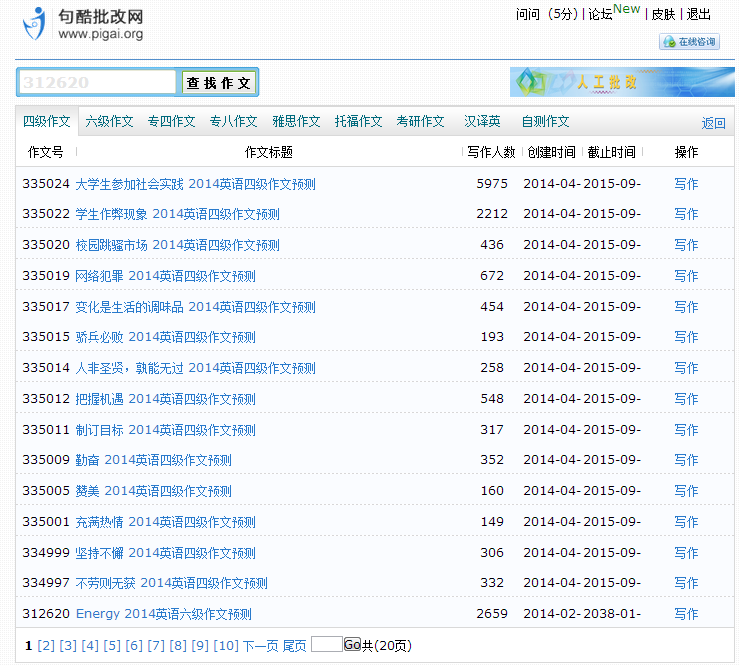 句酷批改网
www.pigai.org
问问 (5分) | 论坛New | 皮肤 | 退出
在线咨询
312620 查找作文
人工批改
四级作文 六级作文 专四作文 专八作文 雅思作文 托福作文 考研作文 汉译英 自测作文 返回
作文号 作文标题 写作人数 创建时间 截止时间 操作
335024 大学生参加社会实践 2014英语四级作文预测 5975 2014-04- 2015-09- 写作
335022 学生作弊现象 2014英语四级作文预测 2212 2014-04- 2015-09- 写作
335020 校园跳骚市场 2014英语四级作文预测 436 2014-04- 2015-09- 写作
335019 网络犯罪 2014英语四级作文预测 672 2014-04- 2015-09- 写作
335017 变化是生活的调味品 2014英语四级作文预测 454 2014-04- 2015-09- 写作
335015 骄兵必败 2014英语四级作文预测 193 2014-04- 2015-09- 写作
335014 人非圣贤，孰能无过 2014英语四级作文预测 258 2014-04- 2015-09- 写作
335012 把握机遇 2014英语四级作文预测 548 2014-04- 2015-09- 写作
335011 制订目标 2014英语四级作文预测 317 2014-04- 2015-09- 写作
335009 勤奋 2014英语四级作文预测 352 2014-04- 2015-09- 写作
335005 赞美 2014英语四级作文预测 160 2014-04- 2015-09- 写作
335001 充满热情 2014英语四级作文预测 149 2014-04- 2015-09- 写作
334999 坚持不懈 2014英语四级作文预测 306 2014-04- 2015-09- 写作
334997 不劳则无获 2014英语四级作文预测 332 2014-04- 2015-09- 写作
312620 Energy 2014英语六级作文预测 2659 2014-02- 2038-01- 写作
1 [2] [3] [4] [5] [6] [7] [8] [9] [10] 下一页 尾页 Go共(20页)